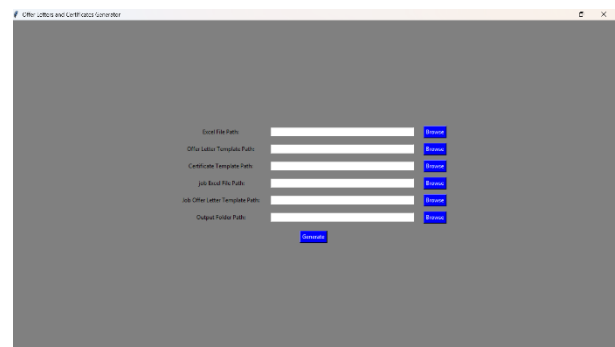 Offer Letters and Certificates Generator
Excel File Path:
Browse
Offer Letter Template Path:
Browse
Certificate Template Path:
Browse
Job Excel File Path:
Browse
Job Offer Letter Template Path:
Browse
Output Folder Path:
Browse
Generate